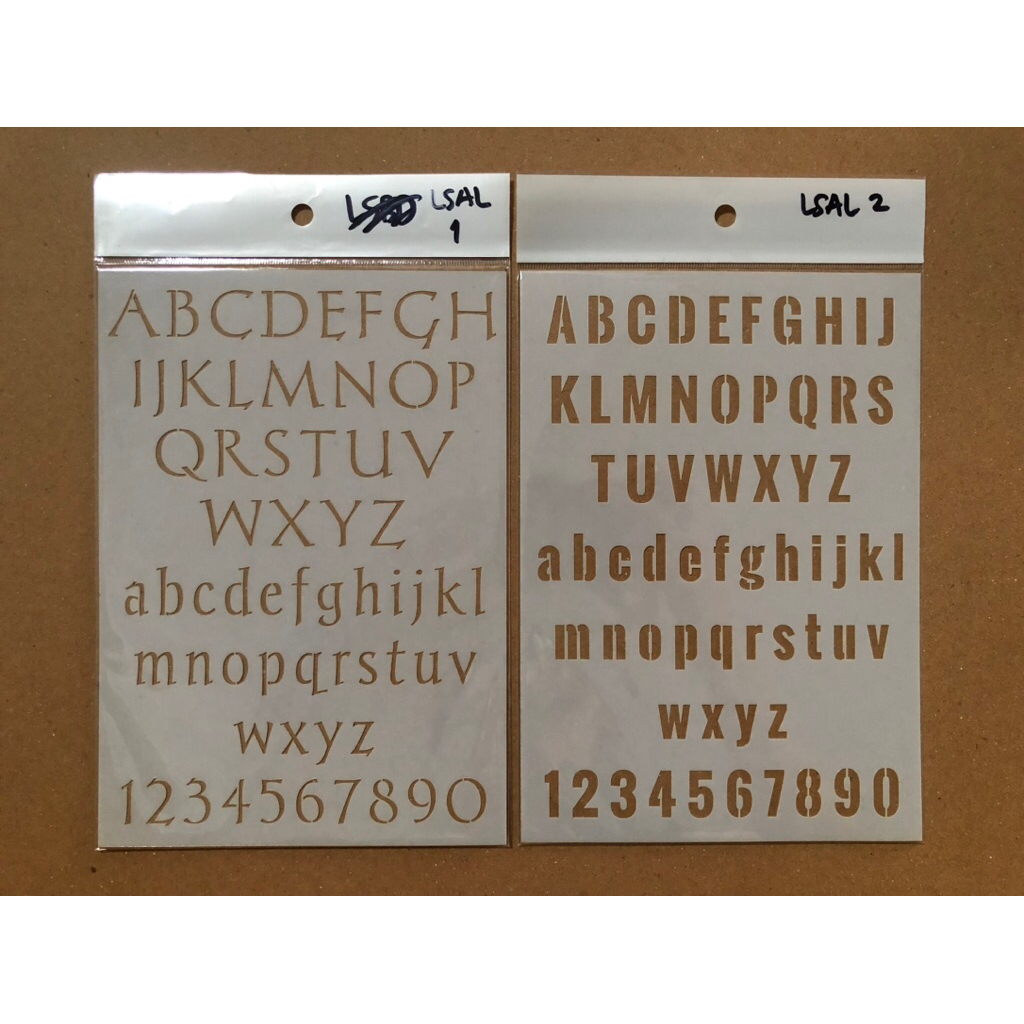 LSAL
1
ABCDEFGH
IJKLMNOP
QRSTUV
WXYZ
abcdefghijkl
mnopqrstuv
wxyz
1234567890
LSAL 2
ABCDEFGHIJ
KLMNOPQRS
TUVWXYZ
abcdefghijkl
mnopqrstuv
wxyz
1234567890